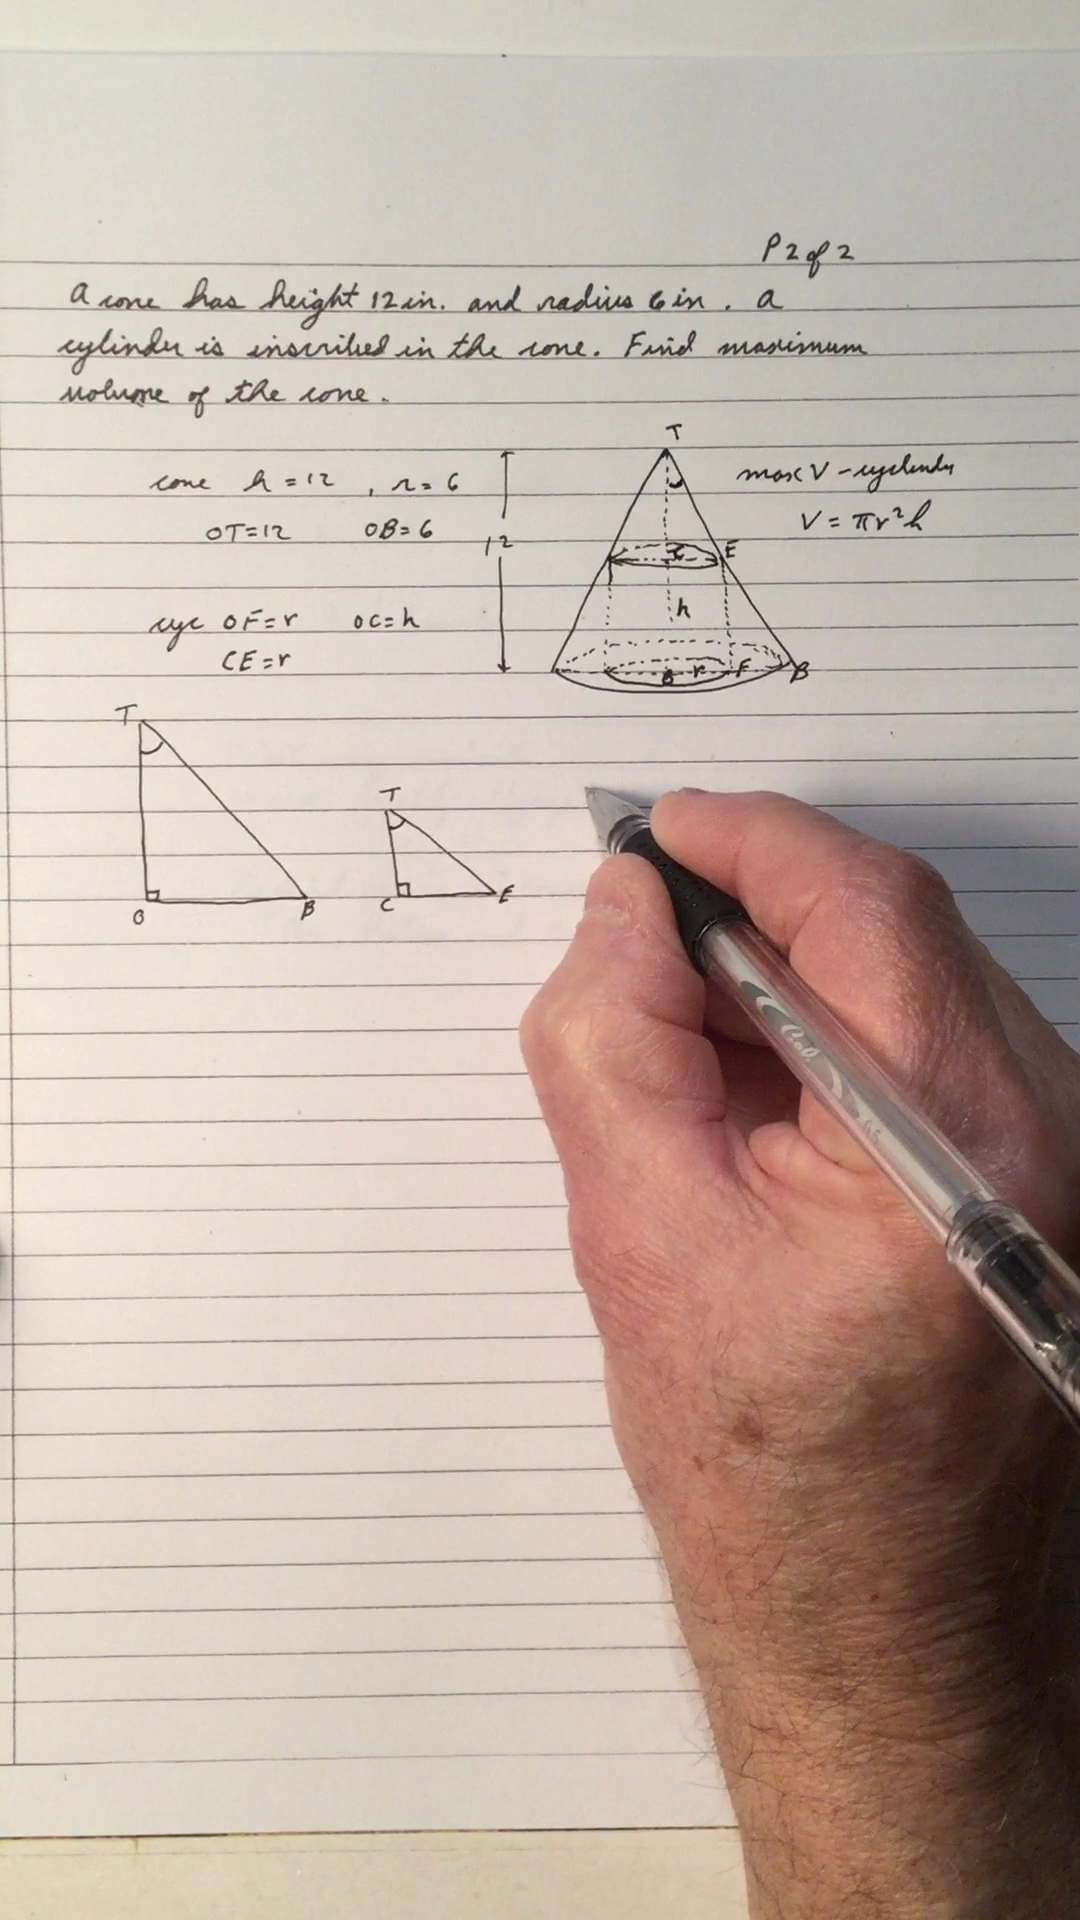 P 2 of 2
A cone has height 12 in. and radius 6 in. A
cylinder is inscribed in the cone. Find maximum
volume of the cone.
cone h = 12 , r = 6
OT = 12 OB = 6
cyc OF = r OC = h
CE = r
T
12
C E
h
O r F B
max V - cylinder
V = πr²h
T
O B
T
C E